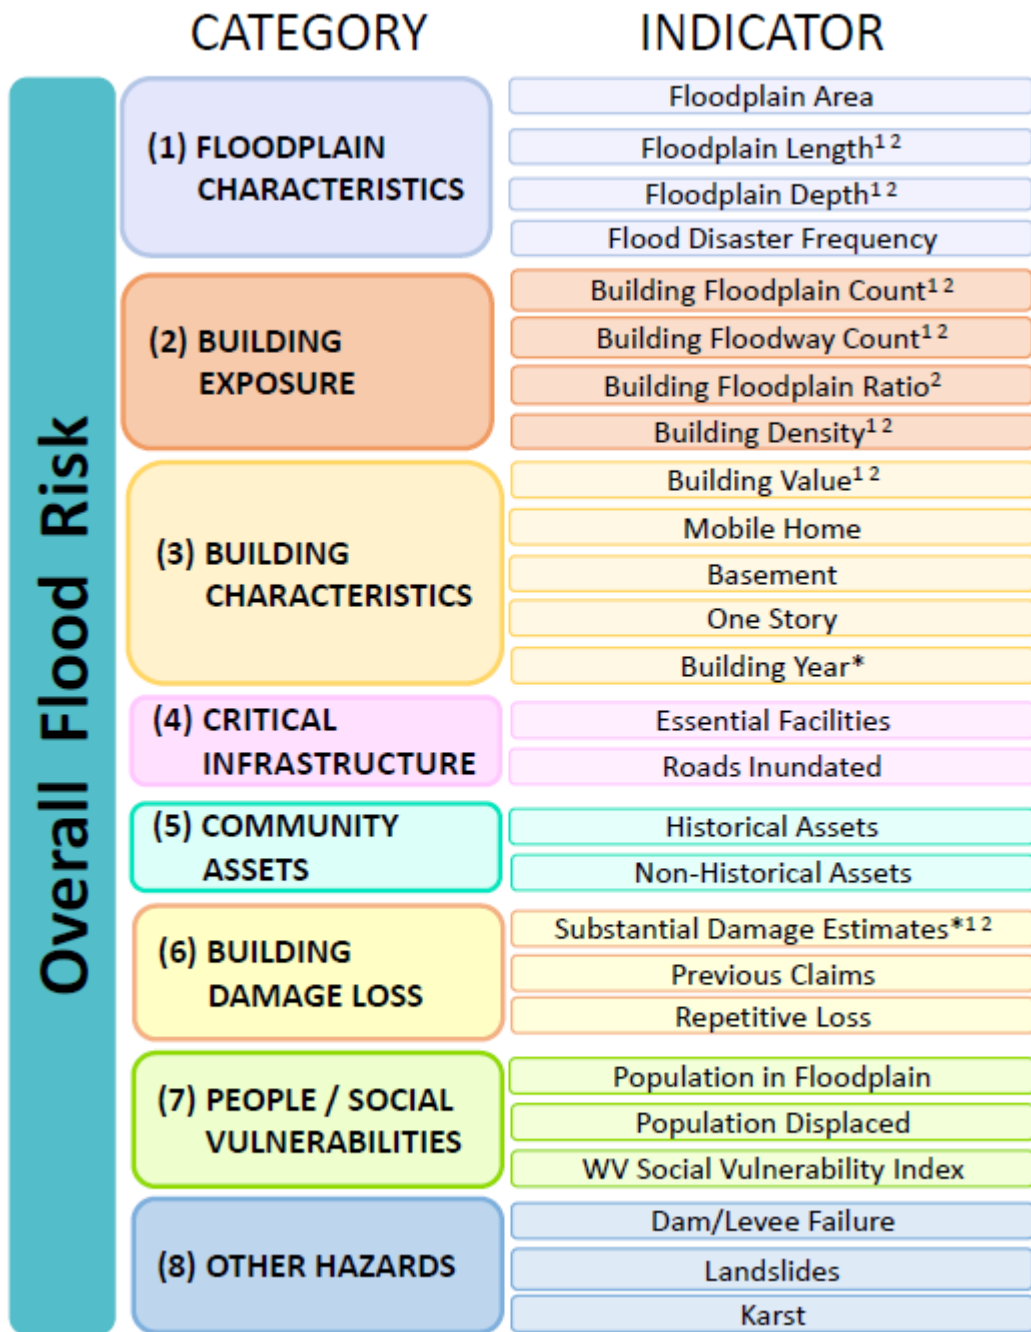 CATEGORY INDICATOR
Overall Flood Risk
(1) FLOODPLAIN
CHARACTERISTICS
Floodplain Area
Floodplain Length¹ ²
Floodplain Depth¹ ²
Flood Disaster Frequency
(2) BUILDING
EXPOSURE
Building Floodplain Count¹ ²
Building Floodway Count¹ ²
Building Floodplain Ratio²
Building Density¹ ²
(3) BUILDING
CHARACTERISTICS
Building Value¹ ²
Mobile Home
Basement
One Story
Building Year*
(4) CRITICAL
INFRASTRUCTURE
Essential Facilities
Roads Inundated
(5) COMMUNITY
ASSETS
Historical Assets
Non-Historical Assets
(6) BUILDING
DAMAGE LOSS
Substantial Damage Estimates*¹ ²
Previous Claims
Repetitive Loss
(7) PEOPLE / SOCIAL
VULNERABILITIES
Population in Floodplain
Population Displaced
WV Social Vulnerability Index
(8) OTHER HAZARDS
Dam/Levee Failure
Landslides
Karst